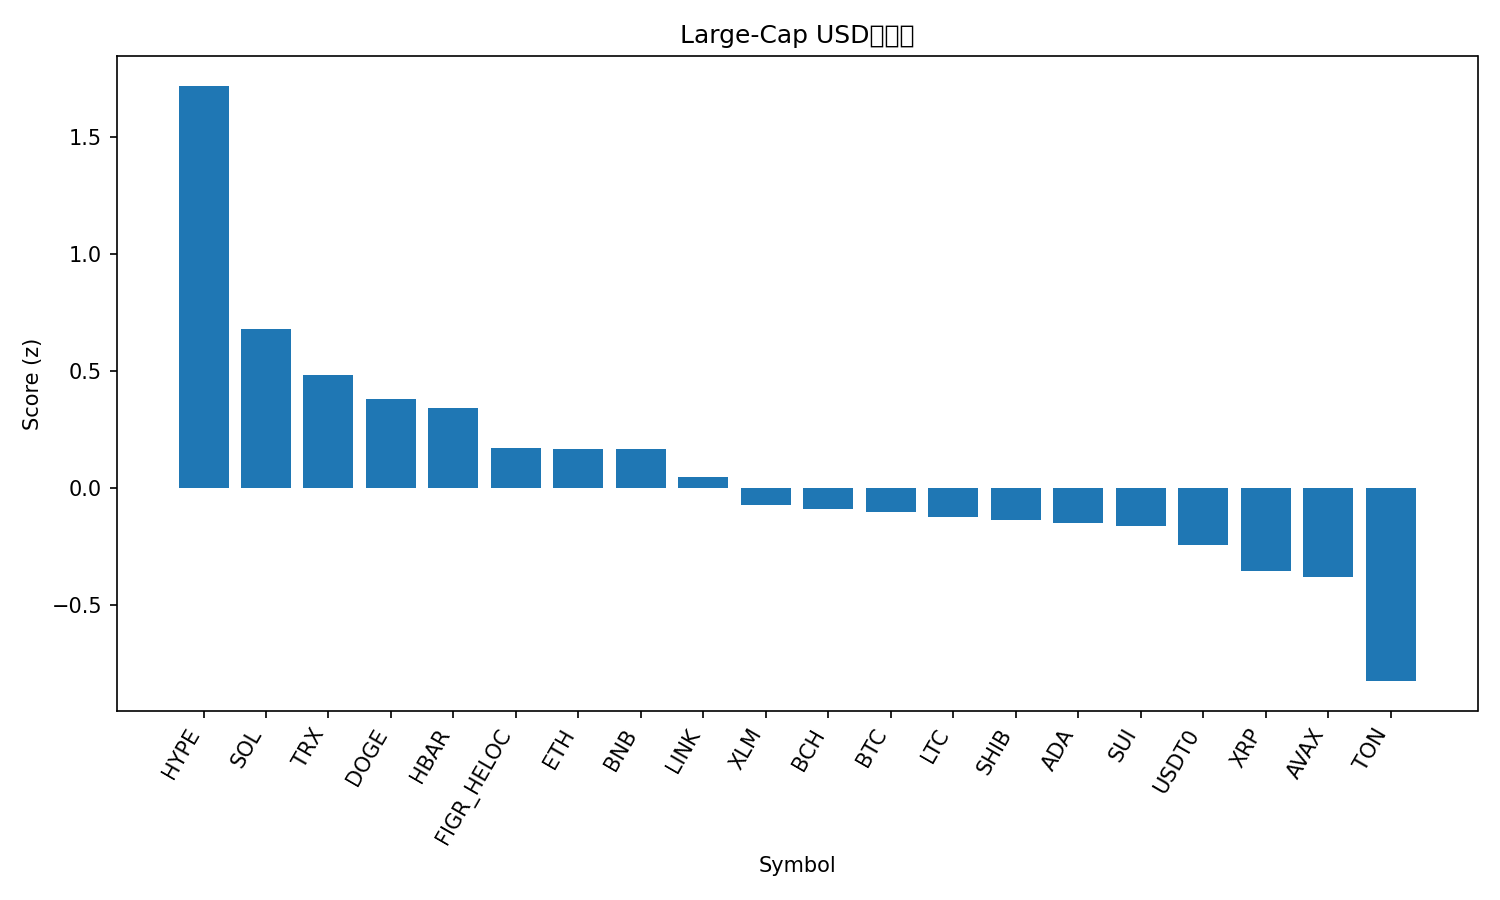 Large-Cap USD
Score (z)
1.5
1.0
0.5
0.0
−0.5
HYPE
SOL
TRX
DOGE
HBAR
FIGR_HELOC
ETH
BNB
LINK
XLM
BCH
BTC
LTC
SHIB
ADA
SUI
USDT0
XRP
AVAX
TON
Symbol